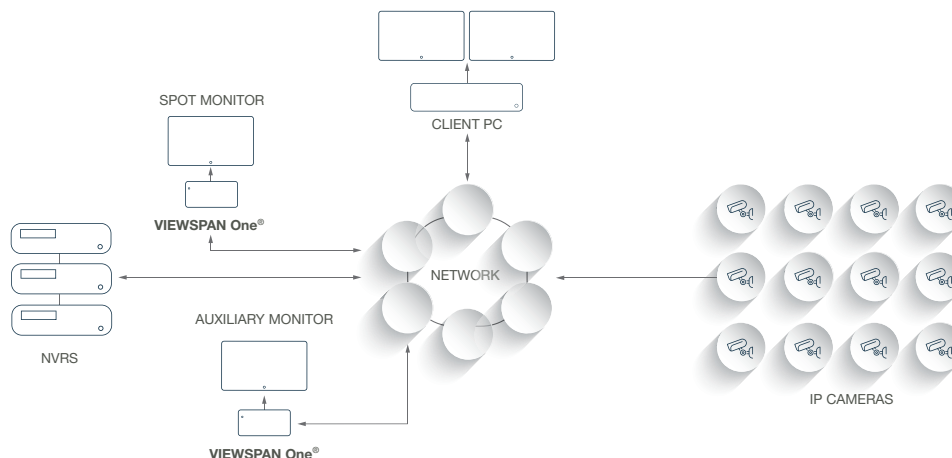 SPOT MONITOR
CLIENT PC
VIEWSPAN One®
NETWORK
AUXILIARY MONITOR
NVRS
IP CAMERAS
VIEWSPAN One®